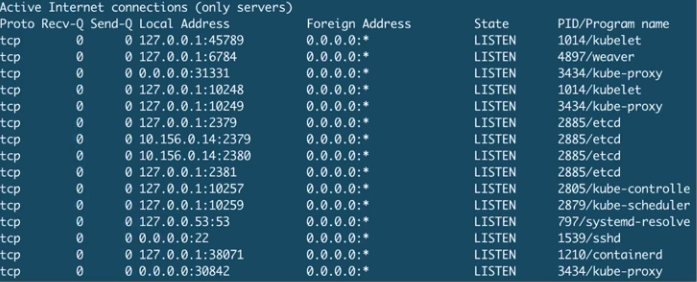 Active Internet connections (only servers)
Proto Recv-Q Send-Q Local Address Foreign Address State PID/Program name
tcp 0 0 127.0.0.1:45789 0.0.0.0:* LISTEN 1014/kubelet
tcp 0 0 127.0.0.1:6784 0.0.0.0:* LISTEN 4897/weaver
tcp 0 0 0.0.0.0:31331 0.0.0.0:* LISTEN 3434/kube-proxy
tcp 0 0 127.0.0.1:10248 0.0.0.0:* LISTEN 1014/kubelet
tcp 0 0 127.0.0.1:10249 0.0.0.0:* LISTEN 3434/kube-proxy
tcp 0 0 127.0.0.1:2379 0.0.0.0:* LISTEN 2885/etcd
tcp 0 0 10.156.0.14:2379 0.0.0.0:* LISTEN 2885/etcd
tcp 0 0 10.156.0.14:2380 0.0.0.0:* LISTEN 2885/etcd
tcp 0 0 127.0.0.1:2381 0.0.0.0:* LISTEN 2885/etcd
tcp 0 0 127.0.0.1:10257 0.0.0.0:* LISTEN 2805/kube-controlle
tcp 0 0 127.0.0.1:10259 0.0.0.0:* LISTEN 2879/kube-scheduler
tcp 0 0 127.0.0.53:53 0.0.0.0:* LISTEN 797/systemd-resolve
tcp 0 0 0.0.0.0:22 0.0.0.0:* LISTEN 1539/sshd
tcp 0 0 127.0.0.1:38071 0.0.0.0:* LISTEN 1210/containerd
tcp 0 0 0.0.0.0:30842 0.0.0.0:* LISTEN 3434/kube-proxy